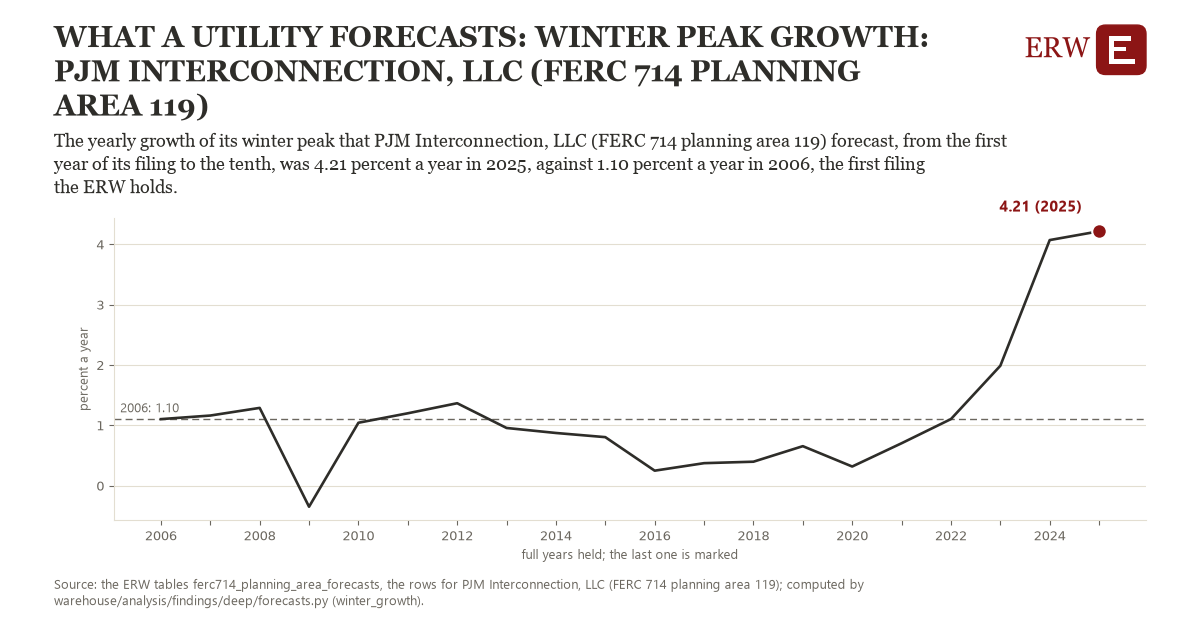 WHAT A UTILITY FORECASTS: WINTER PEAK GROWTH:
PJM INTERCONNECTION, LLC (FERC 714 PLANNING
AREA 119)
ERW E
The yearly growth of its winter peak that PJM Interconnection, LLC (FERC 714 planning area 119) forecast, from the first
year of its filing to the tenth, was 4.21 percent a year in 2025, against 1.10 percent a year in 2006, the first filing
the ERW holds.
4.21 (2025)
4
3
2
1
0
percent a year
2006: 1.10
2006 2008 2010 2012 2014 2016 2018 2020 2022 2024
full years held; the last one is marked
Source: the ERW tables ferc714_planning_area_forecasts, the rows for PJM Interconnection, LLC (FERC 714 planning area 119); computed by
warehouse/analysis/findings/deep/forecasts.py (winter_growth).